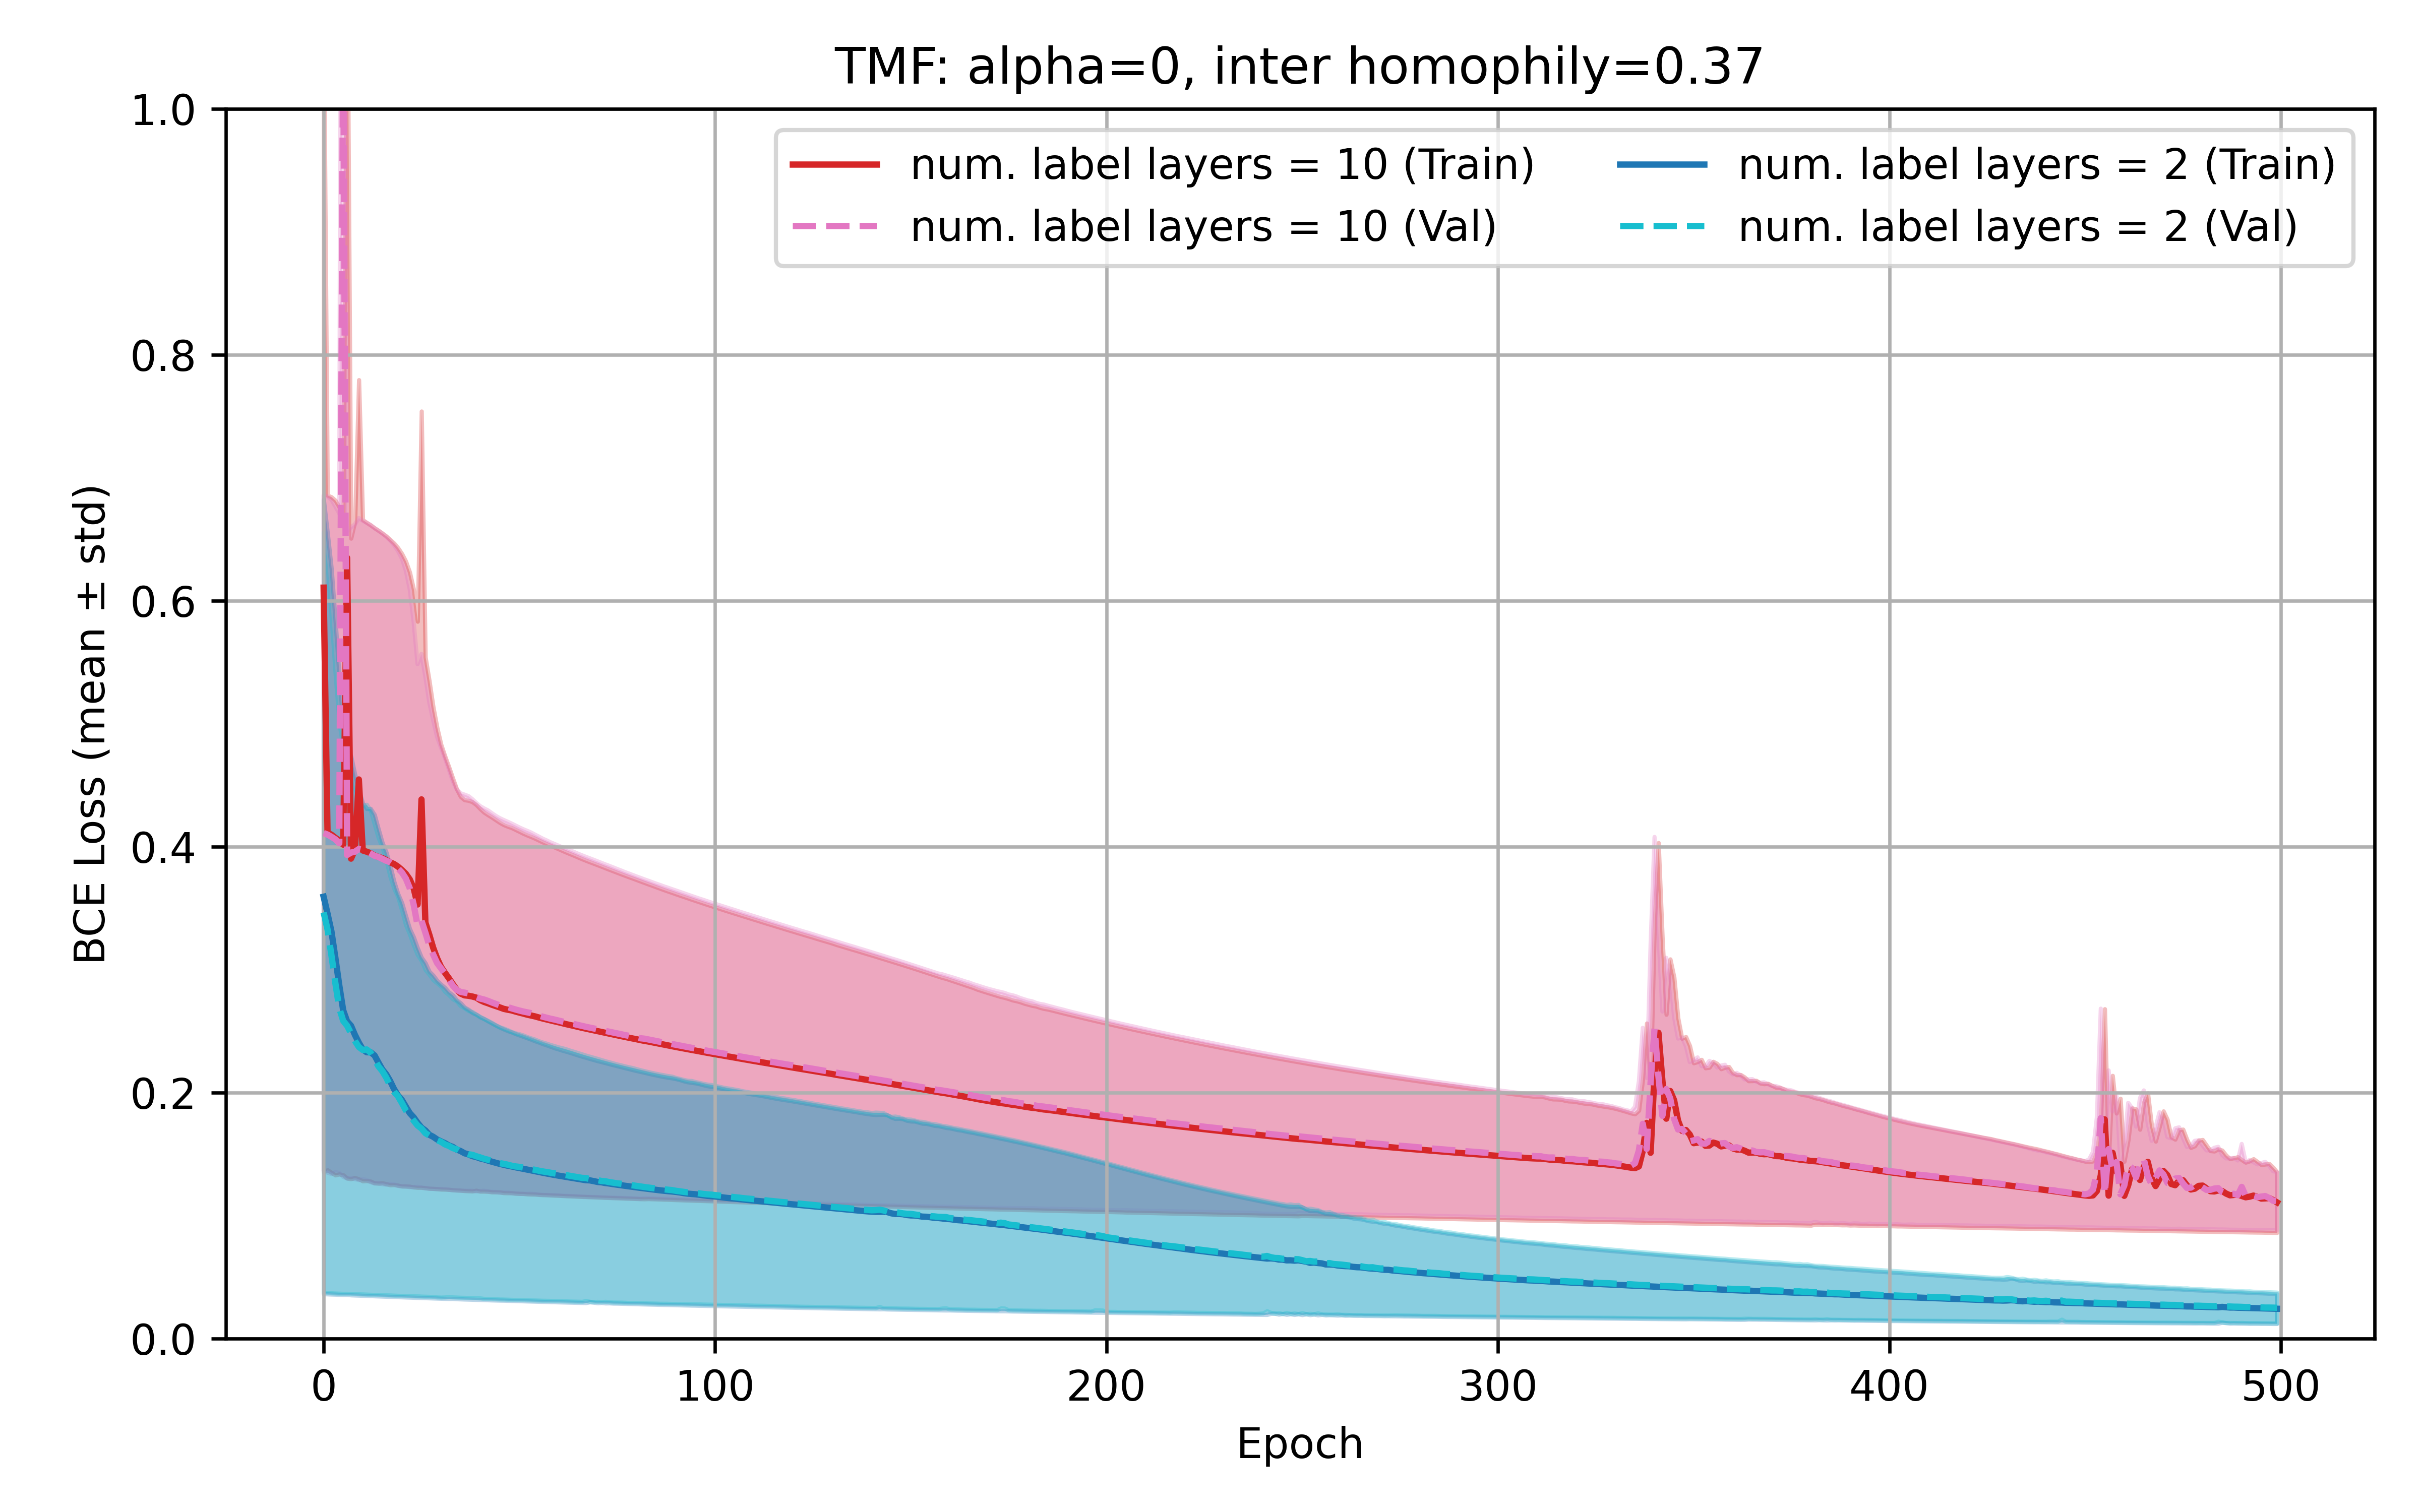 TMF: alpha=0, inter homophily=0.37
num. label layers = 10 (Train)
num. label layers = 10 (Val)
num. label layers = 2 (Train)
num. label layers = 2 (Val)
BCE Loss (mean ± std)
1.0
0.8
0.6
0.4
0.2
0.0
0 100 200 300 400 500
Epoch